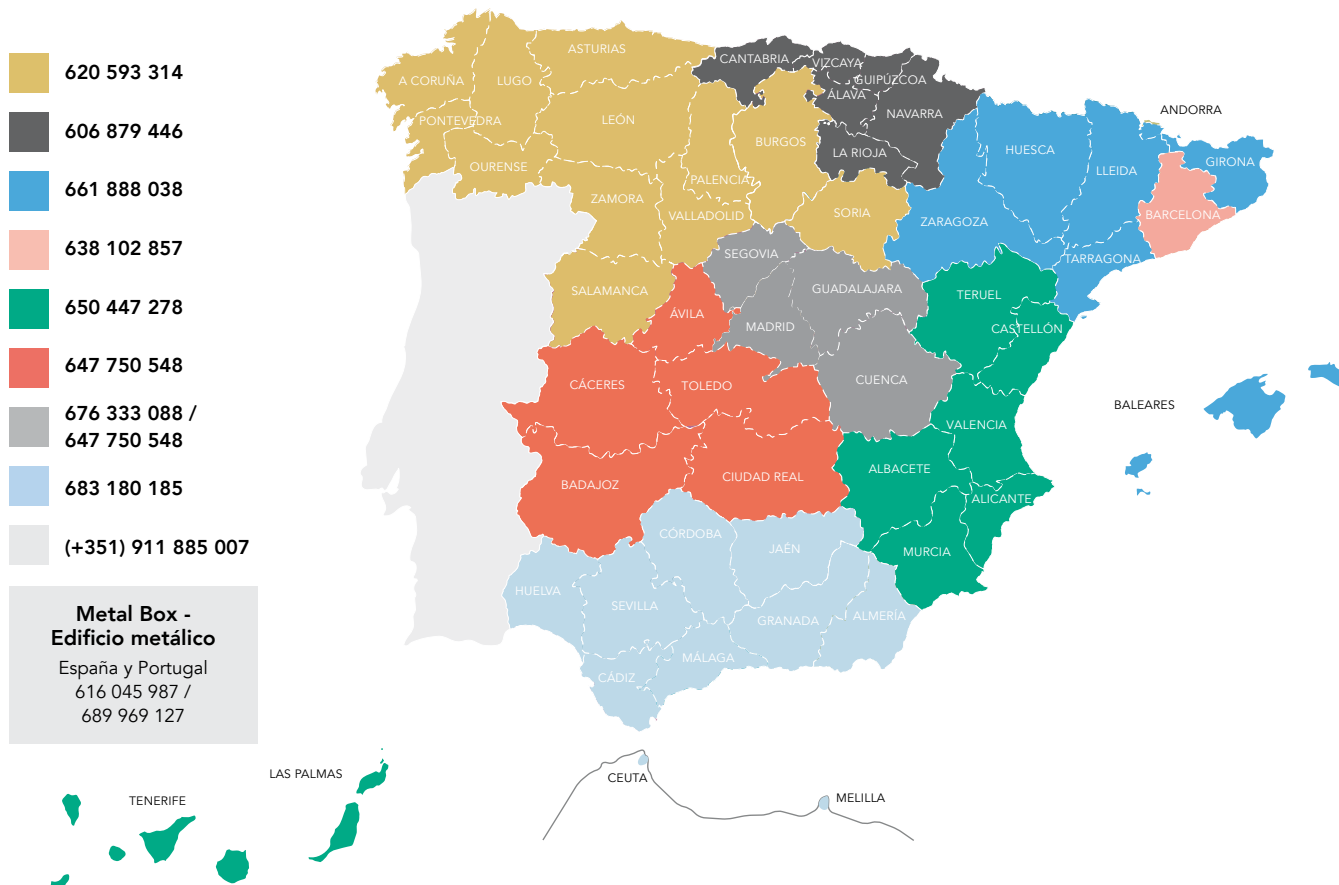 620 593 314
606 879 446
661 888 038
638 102 857
650 447 278
647 750 548
676 333 088 /
647 750 548
683 180 185
(+351) 911 885 007
Metal Box -
Edificio metálico
España y Portugal
616 045 987 /
689 969 127
ASTURIAS
A CORUÑA
LUGO
PONTEVEDRA
OURENSE
LEÓN
ZAMORA
PALENCIA
VALLADOLID
BURGOS
SORIA
SALAMANCA
CANTABRIA
VIZCAYA
GUIPÚZCOA
ÁLAVA
NAVARRA
LA RIOJA
ANDORRA
HUESCA
LLEIDA
GIRONA
BARCELONA
ZARAGOZA
TARRAGONA
SEGOVIA
GUADALAJARA
ÁVILA
MADRID
CUENCA
TERUEL
CASTELLÓN
CÁCERES
TOLEDO
BADAJOZ
CIUDAD REAL
VALENCIA
ALBACETE
ALICANTE
MURCIA
BALEARES
CÓRDOBA
JAÉN
HUELVA
SEVILLA
GRANADA
ALMERÍA
MÁLAGA
CÁDIZ
CEUTA
MELILLA
LAS PALMAS
TENERIFE